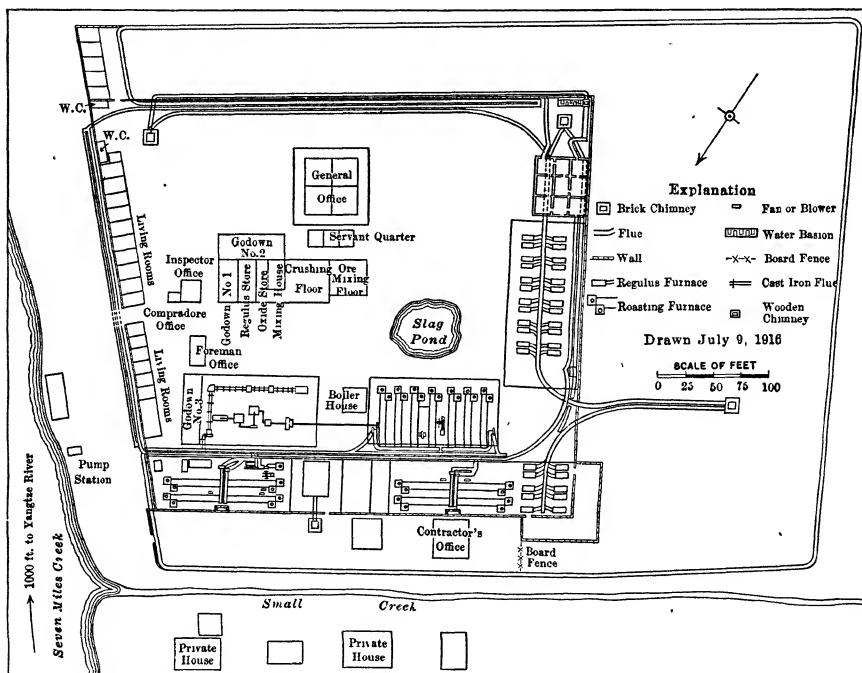 W.C.
W.C.
Living Rooms
General
Office
Servant Quarter
Inspector
Office
Compradore
Office
Godown
No.2
Godown No 1
Regulus Store
Oxide Store
Mixing House
Crushing
Floor
Ore
Mixing
Floor
Foreman
Office
Slag
Pond
Living Rooms
Godown
No.3
Boiler
House
Explanation
Brick Chimney
Flue
Wall
Regulus Furnace
Roasting Furnace
Fan or Blower
Water Basion
Board Fence
Cast Iron Flue
Wooden
Chimney
Drawn July 9, 1916
SCALE OF FEET
0 25 50 75 100
Pump
Station
Contractor's
Office
Board
Fence
1000 ft. to Yangtze River
Seven Miles Creek
Small Creek
Private
House
Private
House